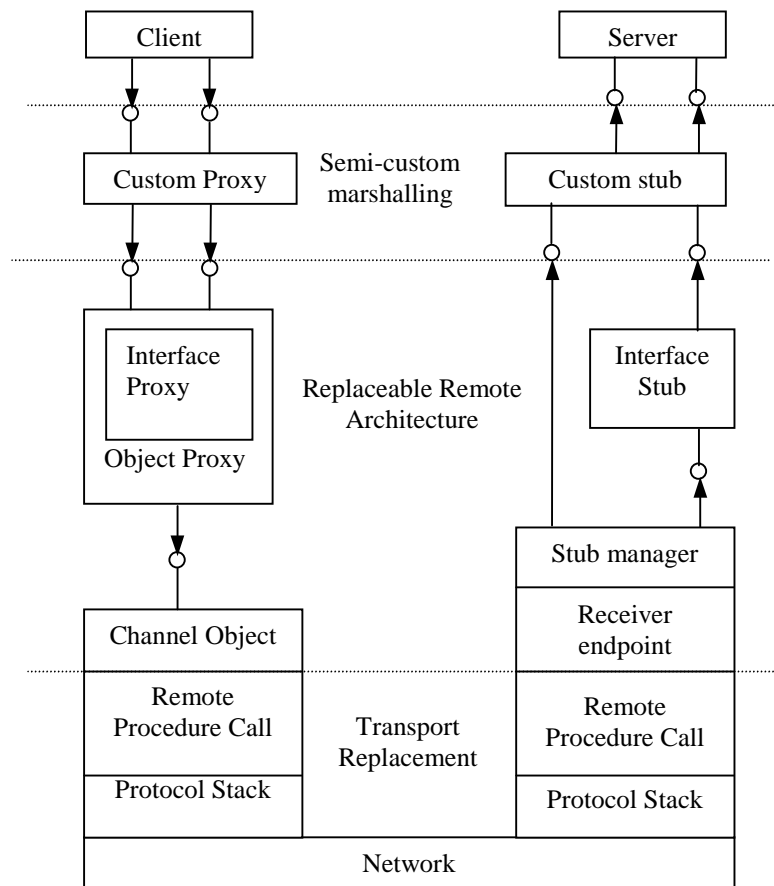 Client
Server
Custom Proxy
Semi-custom
marshalling
Custom stub
Interface
Proxy
Object Proxy
Replaceable Remote
Architecture
Interface
Stub
Stub manager
Channel Object
Receiver
endpoint
Remote
Procedure Call
Transport
Replacement
Remote
Procedure Call
Protocol Stack
Protocol Stack
Network